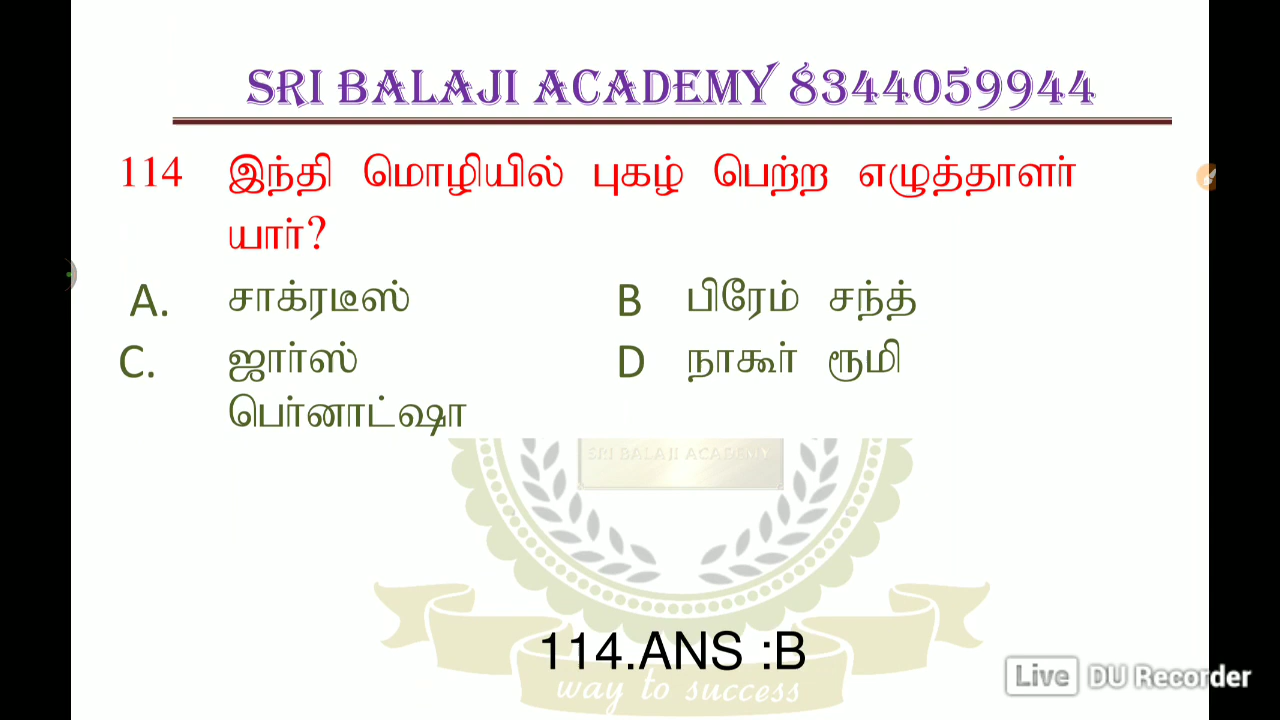 SRI BALAJI ACADEMY 8344059944
114 இந்தி மொழியில் புகழ் பெற்ற எழுத்தாளர்
யார்?
A. சாக்ரடீஸ் B பிரேம் சந்த்
C. ஜார்ஸ் D நாகூர் ரூமி
பெர்னாட்ஷா
SRI BALAJI ACADEMY
114.ANS :B
way to success
Live DU Recorder